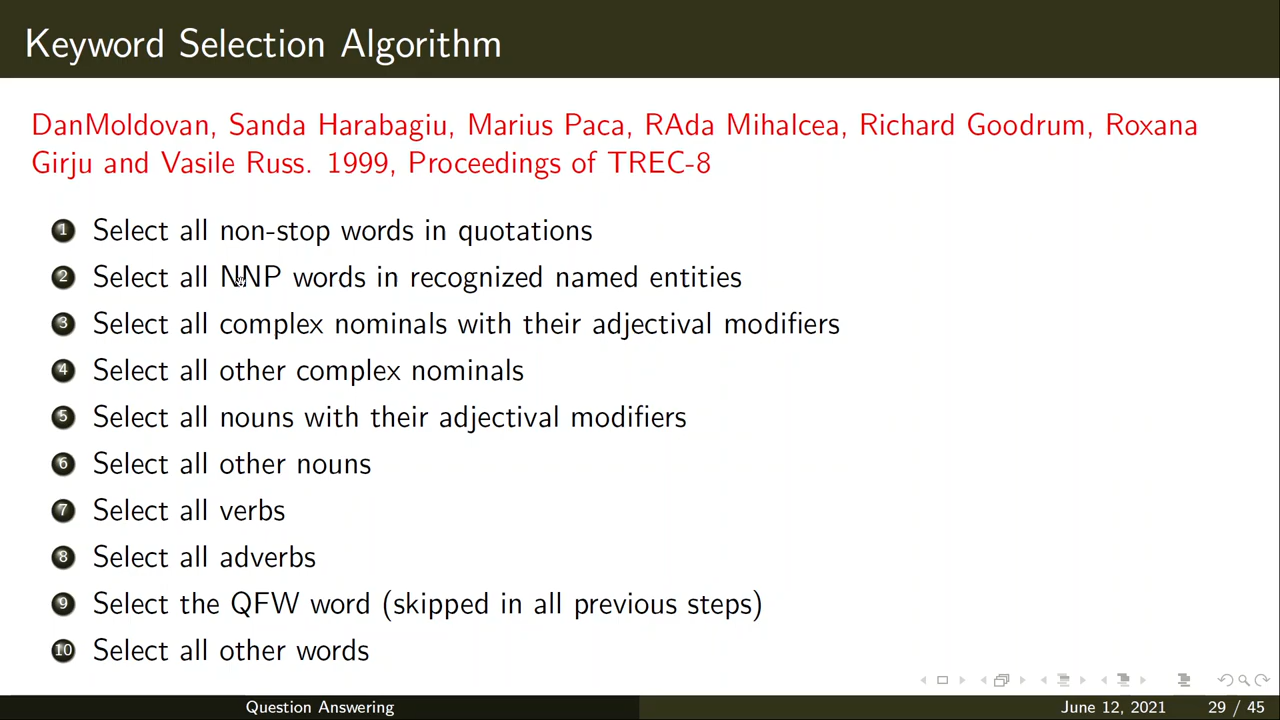 Keyword Selection Algorithm
DanMoldovan, Sanda Harabagiu, Marius Paca, RAda Mihalcea, Richard Goodrum, Roxana
Girju and Vasile Russ. 1999, Proceedings of TREC-8
1 Select all non-stop words in quotations
2 Select all NNP words in recognized named entities
3 Select all complex nominals with their adjectival modifiers
4 Select all other complex nominals
5 Select all nouns with their adjectival modifiers
6 Select all other nouns
7 Select all verbs
8 Select all adverbs
9 Select the QFW word (skipped in all previous steps)
10 Select all other words
Question Answering June 12, 2021 29 / 45